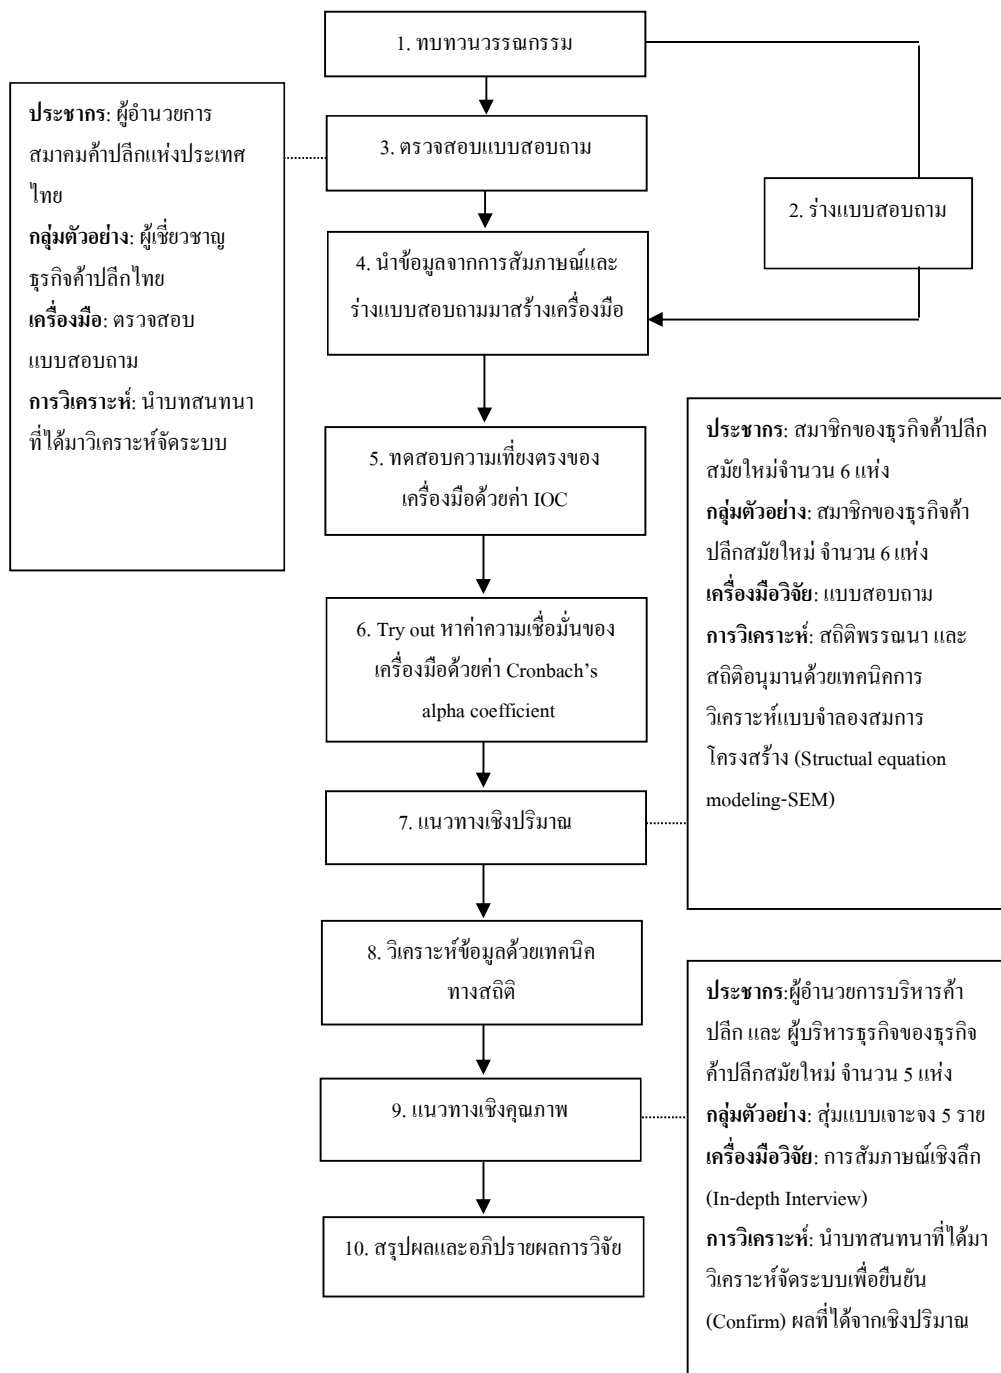 1. ทบทวนวรรณกรรม
ประชากร: ผู้อำนวยการ
สมาคมค้าปลีกแห่งประเทศ
ไทย
กลุ่มตัวอย่าง: ผู้เชี่ยวชาญ
ธุรกิจค้าปลีกไทย
เครื่องมือ: ตรวจสอบ
แบบสอบถาม
การวิเคราะห์: นำบทสนทนา
ที่ได้มาวิเคราะห์จัดระบบ
3. ตรวจสอบแบบสอบถาม
2. ร่างแบบสอบถาม
4. นำข้อมูลจากการสัมภาษณ์และ
ร่างแบบสอบถามมาสร้างเครื่องมือ
5. ทดสอบความเที่ยงตรงของ
เครื่องมือด้วยค่า IOC
6. Try out หาค่าความเชื่อมั่นของ
เครื่องมือด้วยค่า Cronbach’s
alpha coefficient
7. แนวทางเชิงปริมาณ
ประชากร: สมาชิกของธุรกิจค้าปลีก
สมัยใหม่จำนวน 6 แห่ง
กลุ่มตัวอย่าง: สมาชิกของธุรกิจค้า
ปลีกสมัยใหม่ จำนวน 6 แห่ง
เครื่องมือวิจัย: แบบสอบถาม
การวิเคราะห์: สถิติพรรณนา และ
สถิติอนุมานด้วยเทคนิคการ
วิเคราะห์แบบจำลองสมการ
โครงสร้าง (Structual equation
modeling-SEM)
8. วิเคราะห์ข้อมูลด้วยเทคนิค
ทางสถิติ
9. แนวทางเชิงคุณภาพ
ประชากร:ผู้อำนวยการบริหารค้า
ปลีก และ ผู้บริหารธุรกิจของธุรกิจ
ค้าปลีกสมัยใหม่ จำนวน 5 แห่ง
กลุ่มตัวอย่าง: สุ่มแบบเจาะจง 5 ราย
เครื่องมือวิจัย: การสัมภาษณ์เชิงลึก
(In-depth Interview)
การวิเคราะห์: นำบทสนทนาที่ได้มา
วิเคราะห์จัดระบบเพื่อยืนยัน
(Confirm) ผลที่ได้จากเชิงปริมาณ
10. สรุปผลและอภิปรายผลการวิจัย